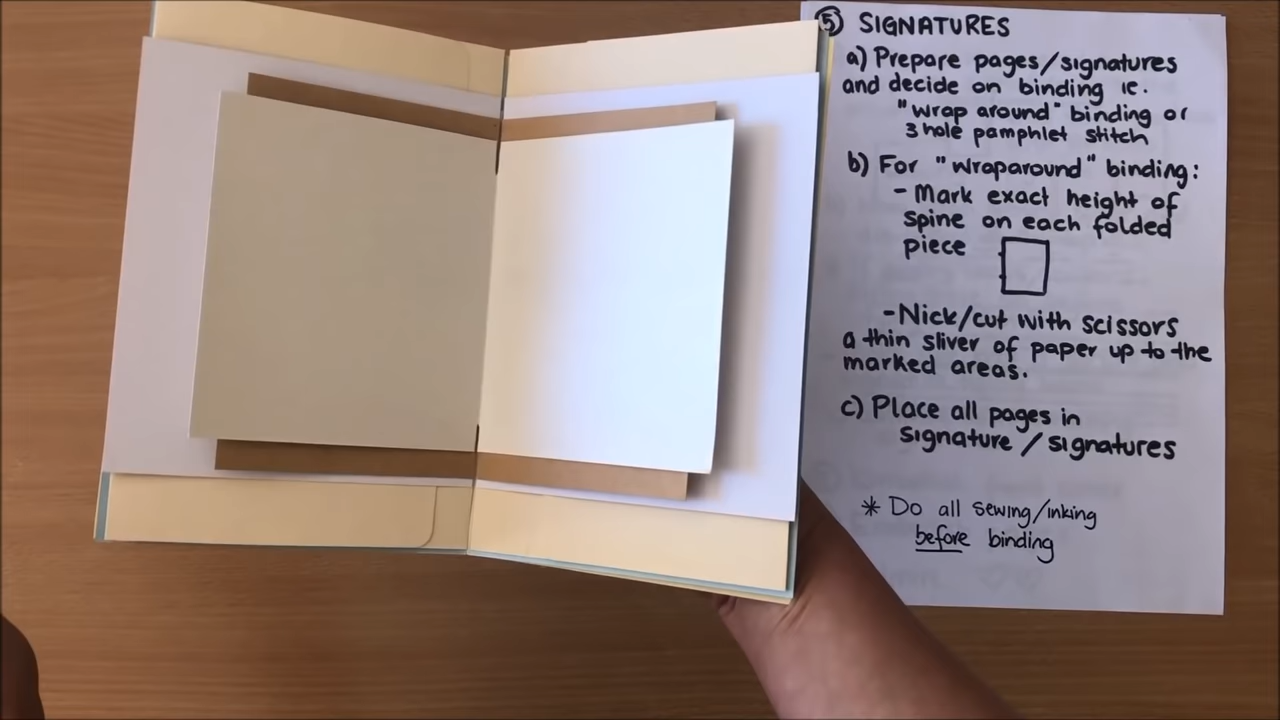 ⑤ SIGNATURES
a) Prepare pages/signatures
and decide on binding ie.
"wrap around" binding or
3 hole pamphlet stitch
b) For "wraparound" binding:
- Mark exact height of
spine on each folded
piece
- Nick/cut with scissors
a thin sliver of paper up to the
marked areas.
c) Place all pages in
signature / signatures
* Do all sewing/inking
before binding